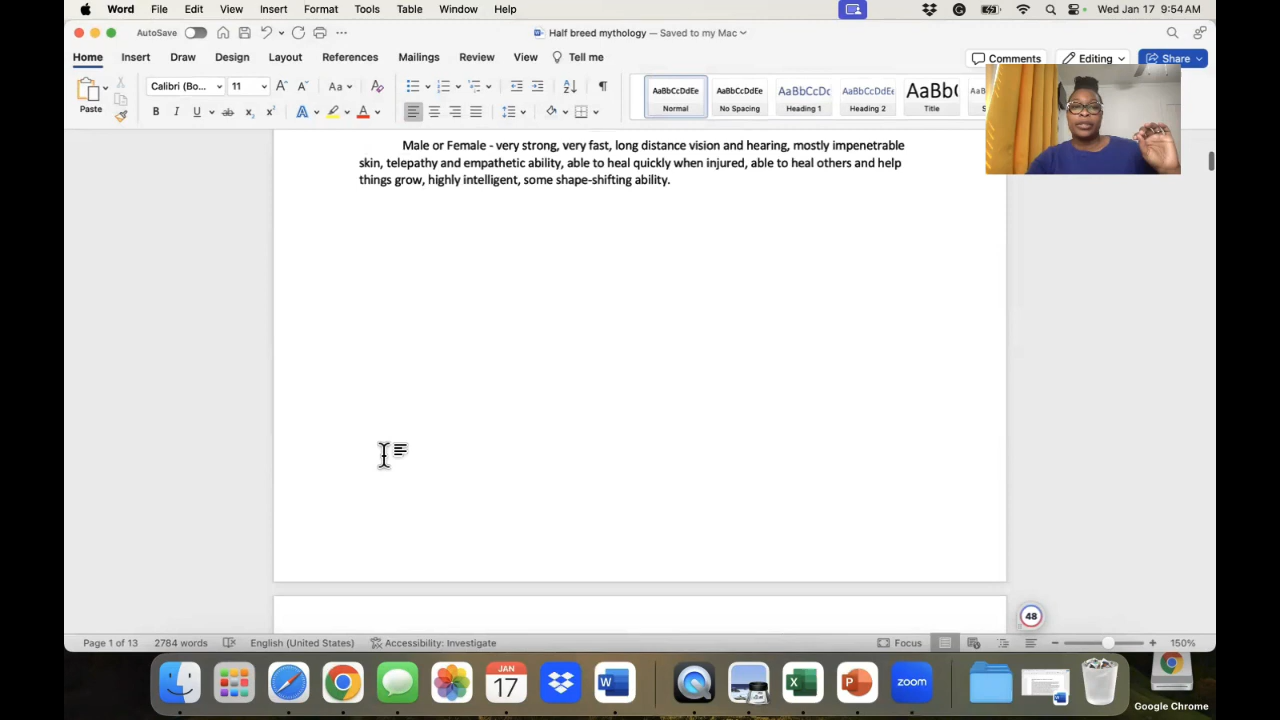 Word File Edit View Insert Format Tools Table Window Help Wed Jan 17 9:54 AM
AutoSave Half breed mythology — Saved to my Mac
Home Insert Draw Design Layout References Mailings Review View Tell me Comments Editing Share
Paste Calibri (Bo... 11 A A Aa A AaBbCcDdEe AaBbCcDdEe AaBbCcDc AaBbCcDdEe AaBb(
B I U ab x2 x2 A A Normal No Spacing Heading 1 Heading 2 Title
Male or Female - very strong, very fast, long distance vision and hearing, mostly impenetrable
skin, telepathy and empathetic ability, able to heal quickly when injured, able to heal others and help
things grow, highly intelligent, some shape-shifting ability.
48
Page 1 of 13 2784 words English (United States) Accessibility: Investigate Focus 150%
JAN
17 W X P zoom
Google Chrome